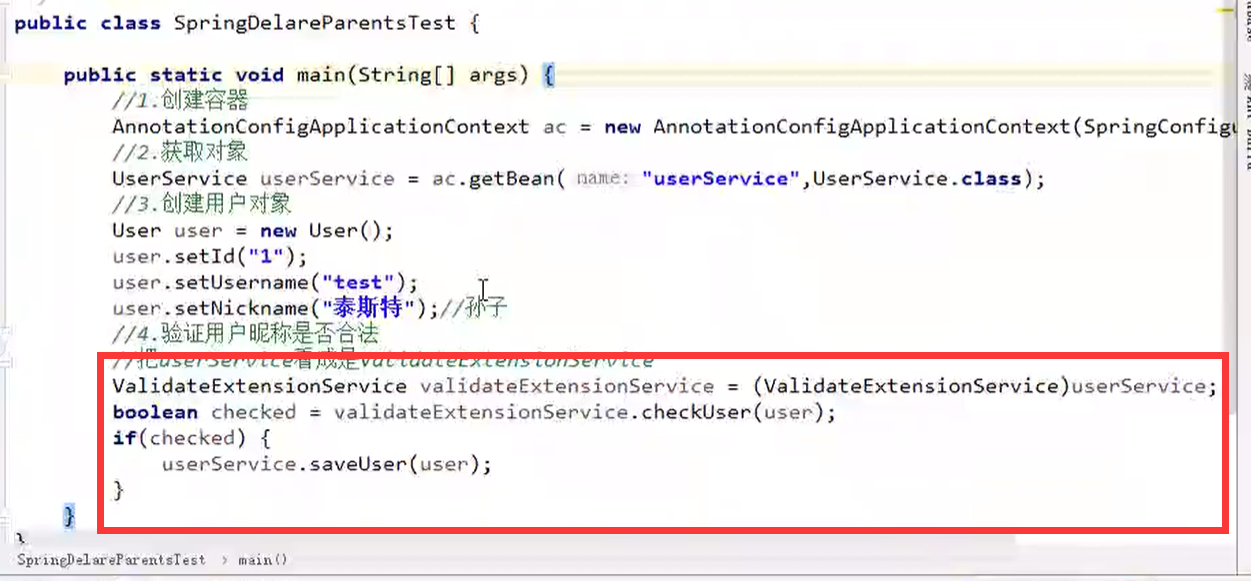 public class SpringDelareParentsTest {
public static void main(String[] args) {
//1.创建容器
AnnotationConfigApplicationContext ac = new AnnotationConfigApplicationContext(SpringConfigu
//2.获取对象
UserService userService = ac.getBean( name: "userService",UserService.class);
//3.创建用户对象
User user = new User();
user.setId("1");
user.setUsername("test");
user.setNickname("泰斯特");//孙子
//4.验证用户昵称是否合法
//把userService看成是ValidateExtensionService
ValidateExtensionService validateExtensionService = (ValidateExtensionService)userService;
boolean checked = validateExtensionService.checkUser(user);
if(checked) {
userService.saveUser(user);
}
}
}
SpringDelareParentsTest > main()